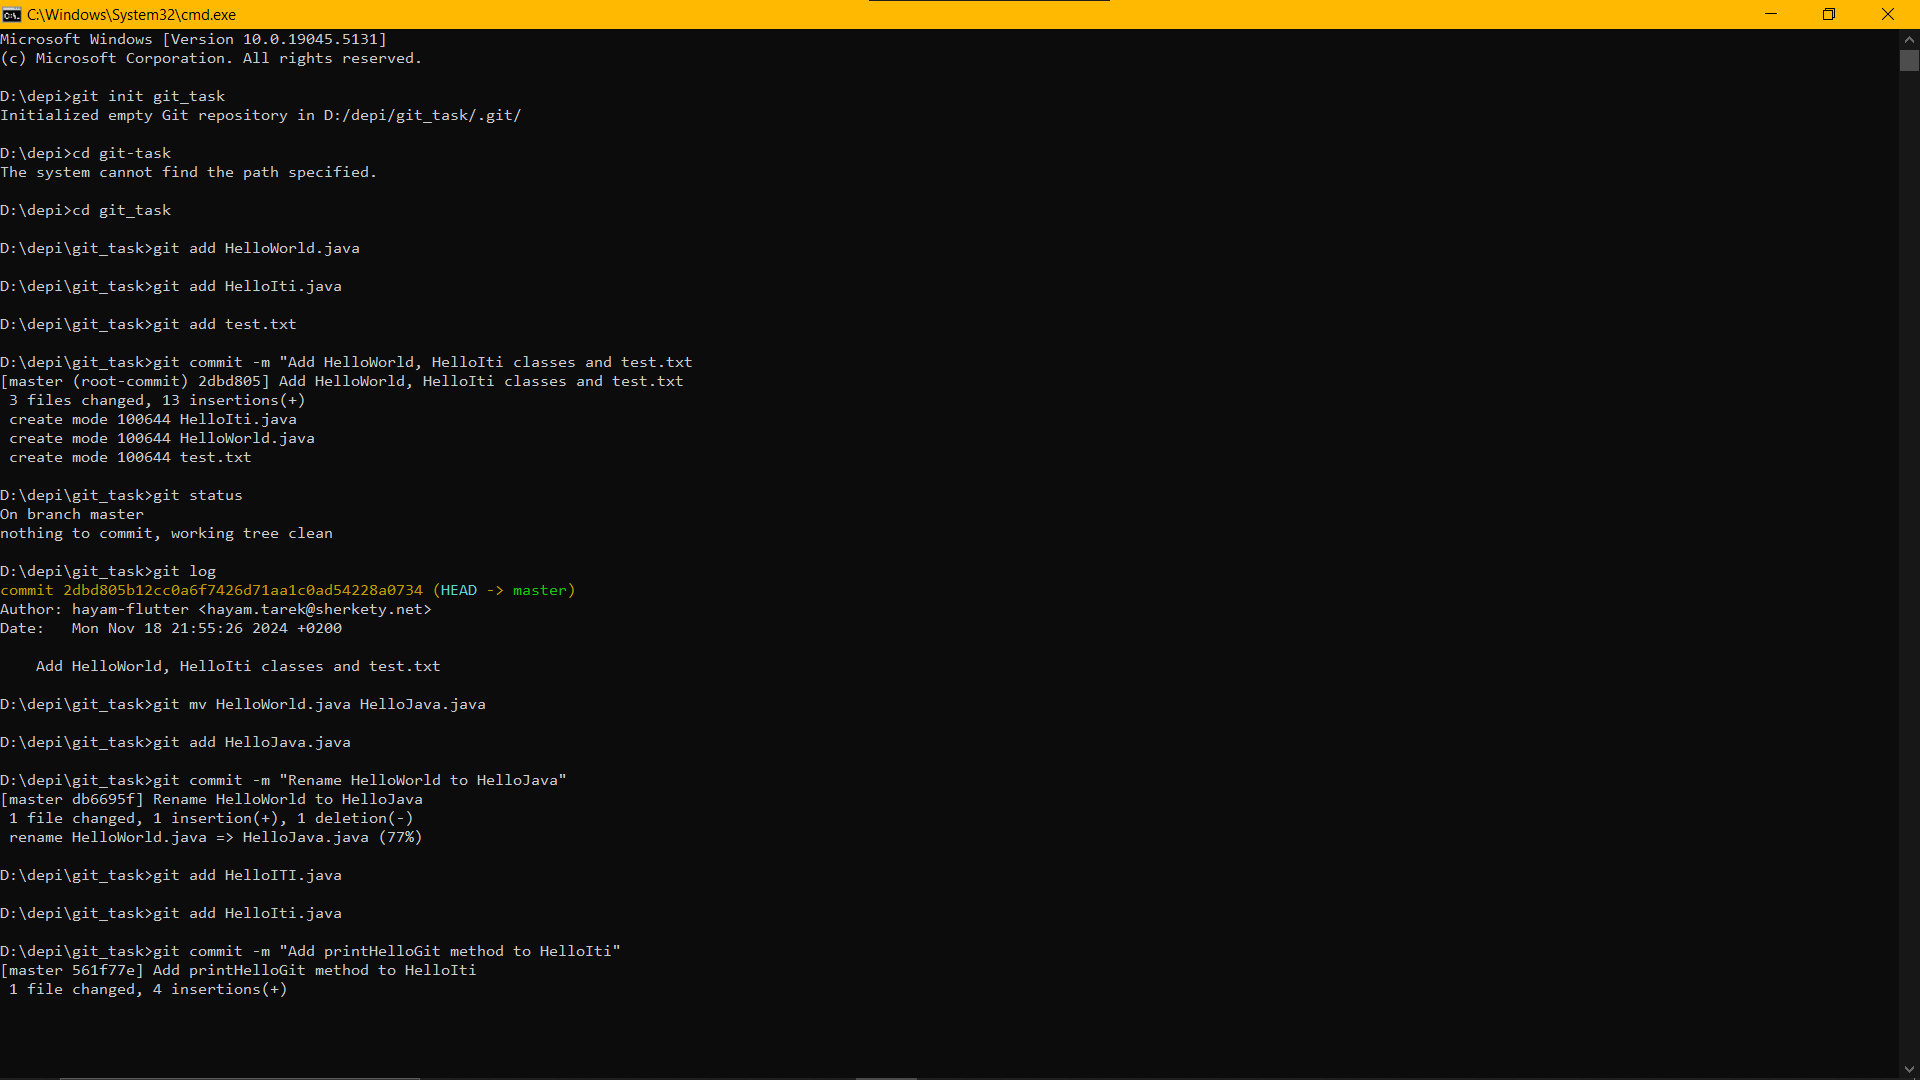 C:\Windows\System32\cmd.exe
Microsoft Windows [Version 10.0.19045.5131]
(c) Microsoft Corporation. All rights reserved.
D:\depi>git init git_task
Initialized empty Git repository in D:/depi/git_task/.git/
D:\depi>cd git-task
The system cannot find the path specified.
D:\depi>cd git_task
D:\depi\git_task>git add HelloWorld.java
D:\depi\git_task>git add HelloIti.java
D:\depi\git_task>git add test.txt
D:\depi\git_task>git commit -m "Add HelloWorld, HelloIti classes and test.txt
[master (root-commit) 2dbd805] Add HelloWorld, HelloIti classes and test.txt
 3 files changed, 13 insertions(+)
 create mode 100644 HelloIti.java
 create mode 100644 HelloWorld.java
 create mode 100644 test.txt
D:\depi\git_task>git status
On branch master
nothing to commit, working tree clean
D:\depi\git_task>git log
commit 2dbd805b12cc0a6f7426d71aa1c0ad54228a0734 (HEAD -> master)
Author: hayam-flutter <hayam.tarek@sherkety.net>
Date:   Mon Nov 18 21:55:26 2024 +0200
    Add HelloWorld, HelloIti classes and test.txt
D:\depi\git_task>git mv HelloWorld.java HelloJava.java
D:\depi\git_task>git add HelloJava.java
D:\depi\git_task>git commit -m "Rename HelloWorld to HelloJava"
[master db6695f] Rename HelloWorld to HelloJava
 1 file changed, 1 insertion(+), 1 deletion(-)
 rename HelloWorld.java => HelloJava.java (77%)
D:\depi\git_task>git add HelloITI.java
D:\depi\git_task>git add HelloIti.java
D:\depi\git_task>git commit -m "Add printHelloGit method to HelloIti"
[master 561f77e] Add printHelloGit method to HelloIti
 1 file changed, 4 insertions(+)